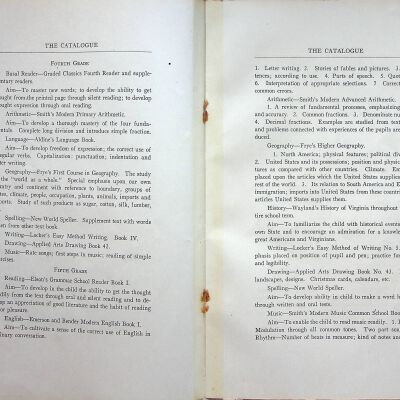 THE CATALOGUE
FOURTH GRADE
Basal Reader—Graded Classics Fourth Reader and supple-
mentary readers.
Aim—To master new words; to develop the ability to get
thought from the printed page through silent reading; to develop
thought expression through oral reading.
Arithmetic—Smith's Modern Primary Arithmetic.
Aim—To develop a thorough mastery of the four funda-
mentals. Complete long division and introduce simple fraction.
Language—Aldine's Language Book.
Aim—To develop freedom of expression; the correct use of
regular verbs. Capitalization; punctuation; indentation and
letter writing.
Geography—Frye's First Course in Geography. The study
the "world as a whole." Special emphasis upon our own
country and continent with reference to boundary, groups of
climate, people, occupation, plants, animals, imports and
exports. Study of such products as sugar, cotton, silk, lumber,
Spelling—New World Speller. Supplement text with words
from other text book.
Writing—Locker's Easy Method Writing. Book IV.
Drawing—Applied Arts Drawing Book 42.
Music—Rote songs; first steps in music; reading of simple
exercises.
FIFTH GRADE
Reading—Elson's Grammar School Reader Book I.
Aim—To develop in the child the ability to get the thought
readily from the text through oral and silent reading and to de-
velop an appreciation of good literature and the habit of reading
for pleasure.
English—Emerson and Bender Modern English Book I.
Aim—To cultivate a sense of the correct use of English in
ordinary conversation.
THE CATALOGUE
1. Letter writing. 2. Stories of fables and pictures. 3.
tences; according to use. 4. Parts of speech. 5. Quot
6. Interpretation of appropriate selections. 7 Correct
common errors.
Arithmetic—Smith's Modern Advanced Arithmetic.
1. A review of fundamental processes, emphasizing
and accuracy. 2. Common fractions. 3. Denominate nu
4. Decimal fractions. Examples are studied from text
and problems connected with experiences of the pupils are
duced.
Geography—Frye's Higher Geography.
1. North America; physical features; political div
2. United States and its possessions; position and physic
tures as compared with other countries. Climate.
placed upon the articles which the United States supplies
rest of the world. 3. Its relation to South America and E
Immigration; imports into United States from these countries
articles United States supplies them.
History—Wayland's History of Virginia throughout
tire school term.
Aim—To familiarize the child with historical events
own State and to encourage an admiration for a knowle
great Americans and Virginians.
Writing—Locker's Easy Method of Writing No. 5.
phasis placed on position of pupil and pen; practice for
and legibility.
Drawing—Applied Arts Drawing Book No. 43. I
landscapes, designs. Christmas cards, calendars, etc.
Spelling—New World Speller.
Aim—To develop ability in child to make a word his
through written and oral tests.
Music—Smith's Modern Music Common School Book
Aim—To enable the child to read music readily. 1.
Modulation through all common tones. Two part song
Rhythm—Number of beats in measure; kind of notes and